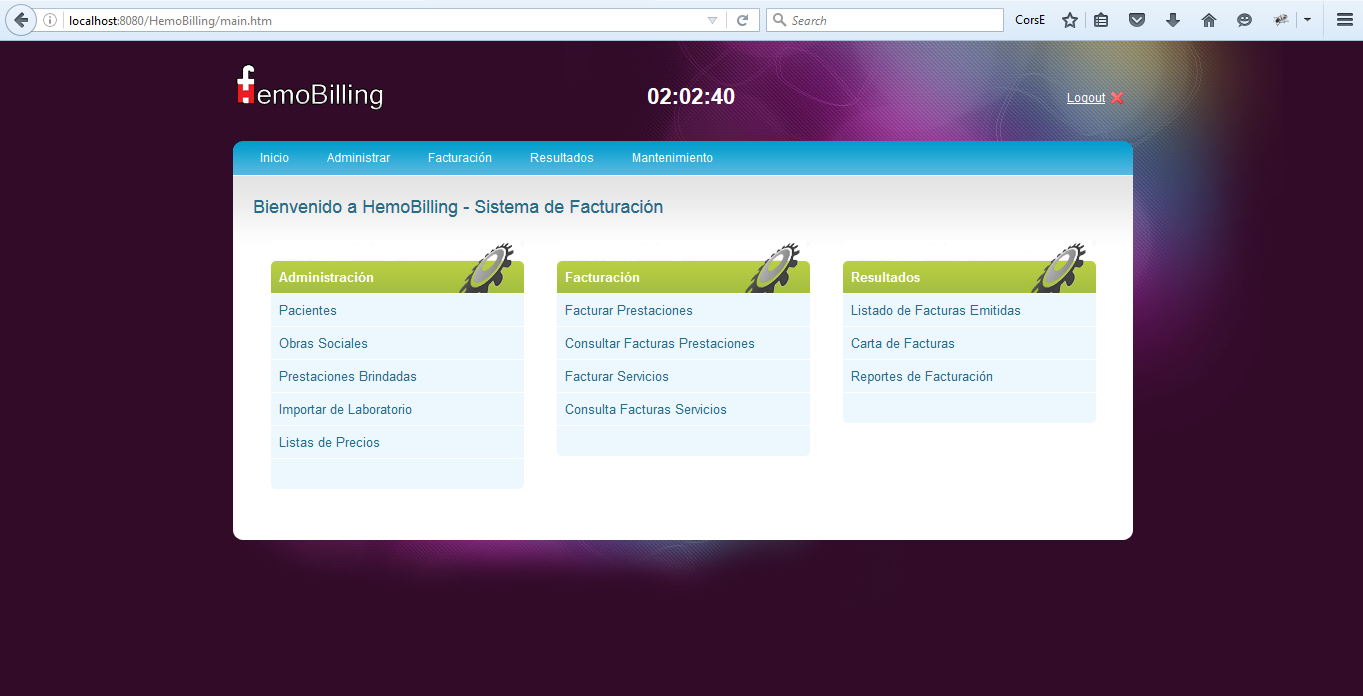 localhost:8080/HemoBilling/main.htm
Search
CorsE
HemoBilling
02:02:40
Logout
Inicio Administrar Facturación Resultados Mantenimiento
Bienvenido a HemoBilling - Sistema de Facturación
Administración
Pacientes
Obras Sociales
Prestaciones Brindadas
Importar de Laboratorio
Listas de Precios
Facturación
Facturar Prestaciones
Consultar Facturas Prestaciones
Facturar Servicios
Consulta Facturas Servicios
Resultados
Listado de Facturas Emitidas
Carta de Facturas
Reportes de Facturación